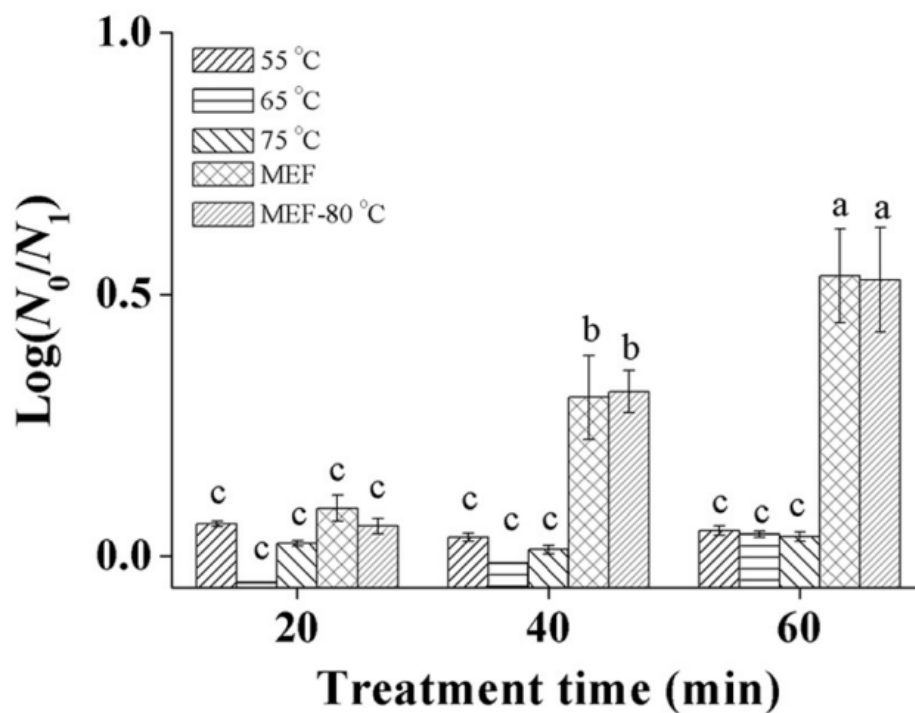 1.0
55 °C
65 °C
75 °C
MEF
MEF-80 °C
a a
0.5
b b
c c c c c
c c c
c c c
0.0
20 40 60
Log(N₀/N₁)
Treatment time (min)